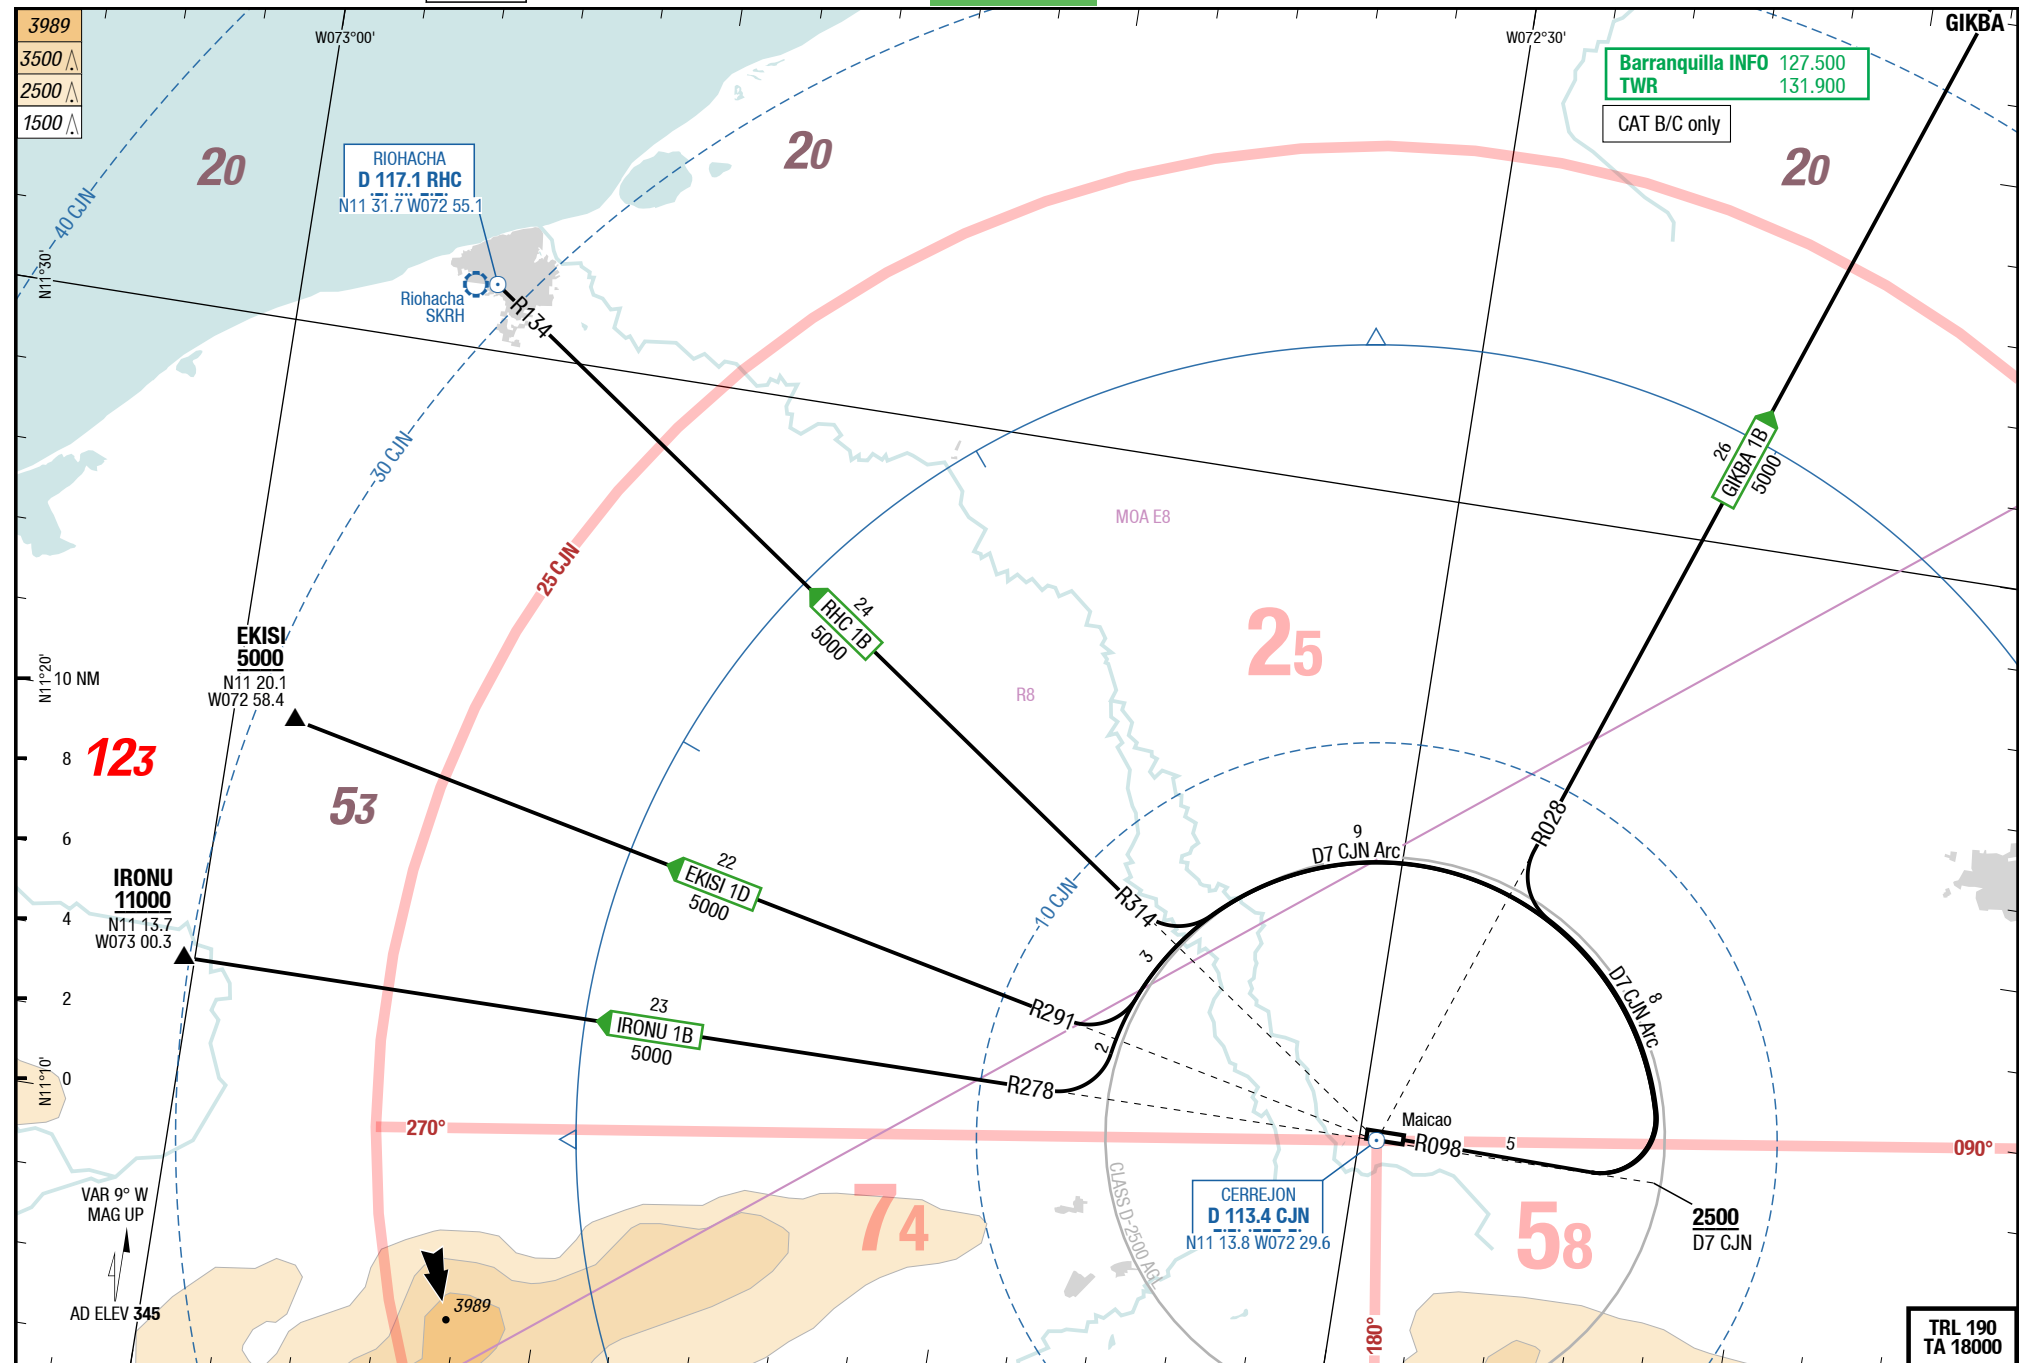 3989
3500
2500
1500
W073°00'
W072°30'
GIKBA
Barranquilla INFO 127.500
TWR 131.900
CAT B/C only
20
20
20
RIOHACHA
D 117.1 RHC
N11 31.7 W072 55.1
40 CJN
N11°30'
Riohacha
SKRH
R134
30 CJN
25 CJN
26
GIKBA 1B
5000
MOA E8
24
RHC 1B
5000
25
R8
EKISI
5000
N11 20.1
W072 58.4
N11°20'
10 NM
8
6
4
2
0
123
53
R028
9
D7 CJN Arc
22
EKISI 1D
5000
IRONU
11000
N11 13.7
W073 00.3
10 CJN
R314
3
8
D7 CJN Arc
R291
2
23
IRONU 1B
5000
R278
N11°10'
270°
Maicao
R098
5
090°
CLASS D-2500 AGL
CERREJON
D 113.4 CJN
N11 13.8 W072 29.6
74
58
2500
D7 CJN
VAR 9° W
MAG UP
AD ELEV 345
3989
180°
TRL 190
TA 18000